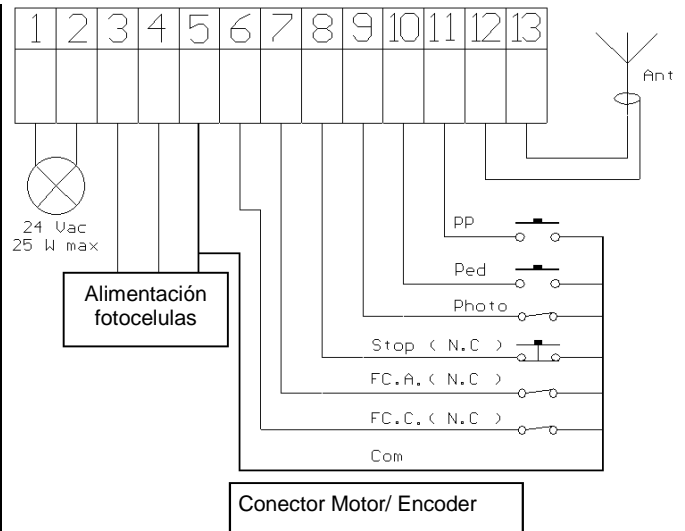 1 2 3 4 5 6 7 8 9 10 11 12 13
Ant
24 Vac
25 W max
PP
Alimentación
fotocelulas
Ped
Photo
Stop ( N.C )
FC.A.( N.C )
FC.C.( N.C )
Com
Conector Motor/ Encoder